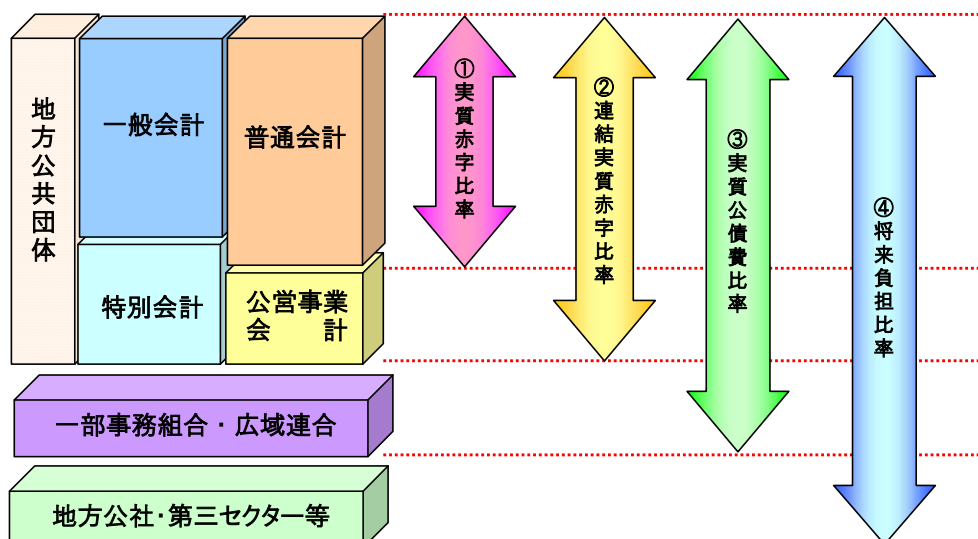 地方公共団体
一般会計
普通会計
特別会計
公営事業
会　　計
一部事務組合・広域連合
地方公社・第三セクター等
①実質赤字比率
②連結実質赤字比率
③実質公債費比率
④将来負担比率